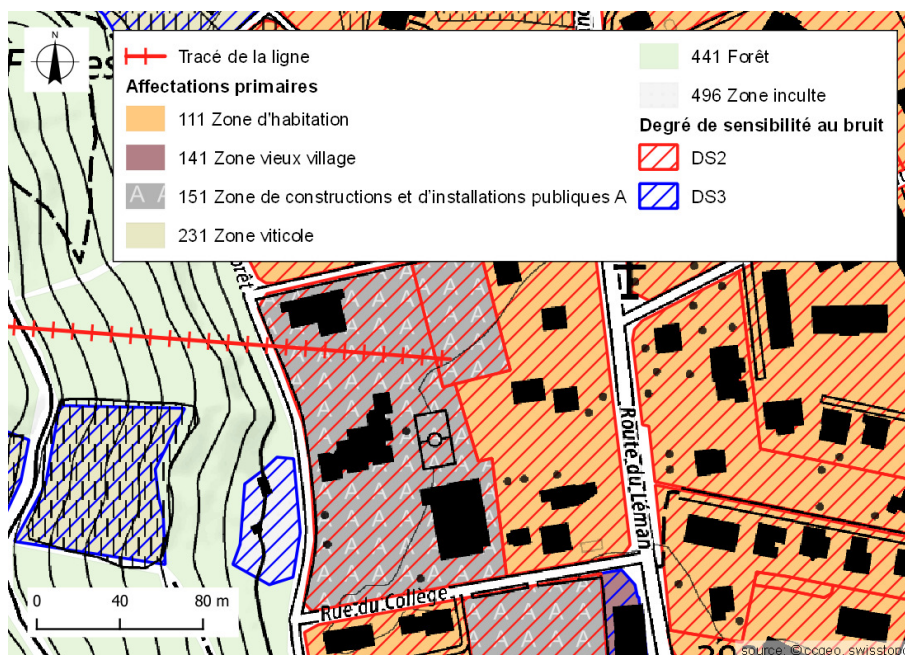 N
Tracé de la ligne
Affectations primaires
111 Zone d'habitation
141 Zone vieux village
A A 151 Zone de constructions et d'installations publiques A
231 Zone viticole
441 Forêt
496 Zone inculte
Degré de sensibilité au bruit
DS2
DS3
Route du Léman
Rue du Collège
0 40 80 m
source: ©ccgeo, swisstopo